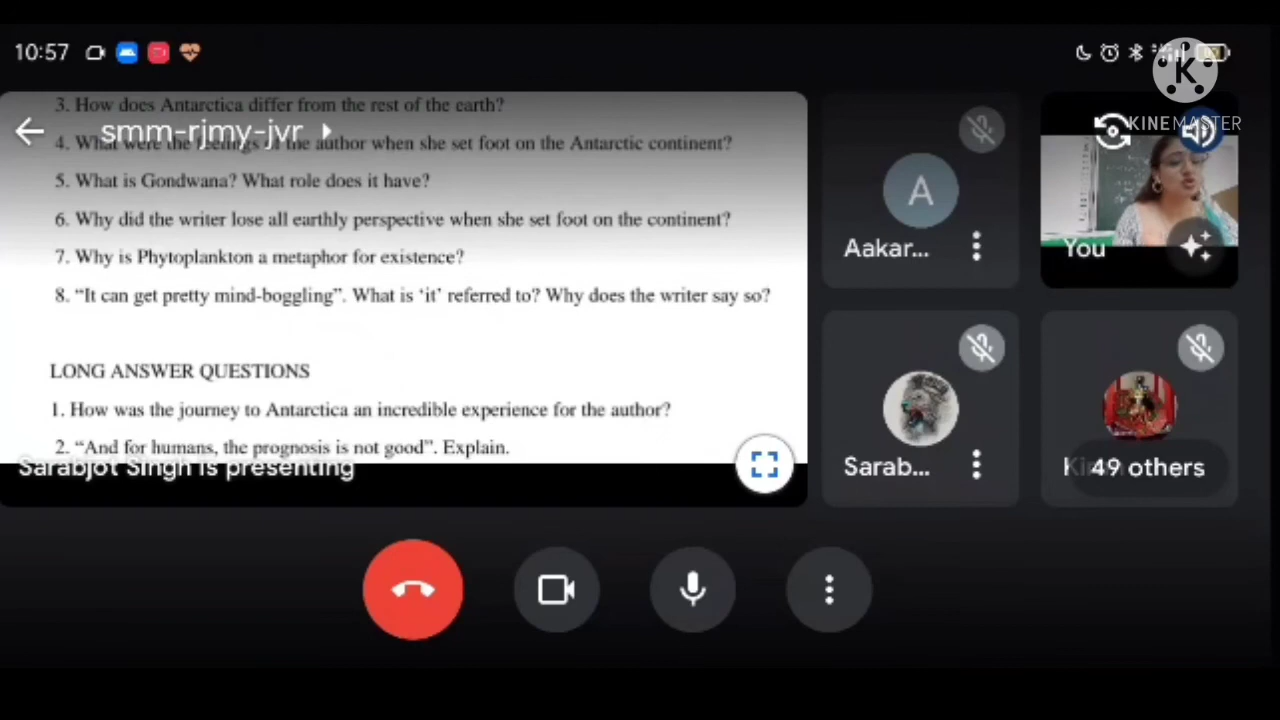 10:57
KINEMASTER
smm-rjmy-jvr
3. How does Antarctica differ from the rest of the earth?
4. What were the feelings of the author when she set foot on the Antarctic continent?
5. What is Gondwana? What role does it have?
6. Why did the writer lose all earthly perspective when she set foot on the continent?
7. Why is Phytoplankton a metaphor for existence?
8. “It can get pretty mind-boggling”. What is ‘it’ referred to? Why does the writer say so?
LONG ANSWER QUESTIONS
1. How was the journey to Antarctica an incredible experience for the author?
2. “And for humans, the prognosis is not good”. Explain.
Sarabjot Singh is presenting
A
Aakar...
You
Sarab...
49 others